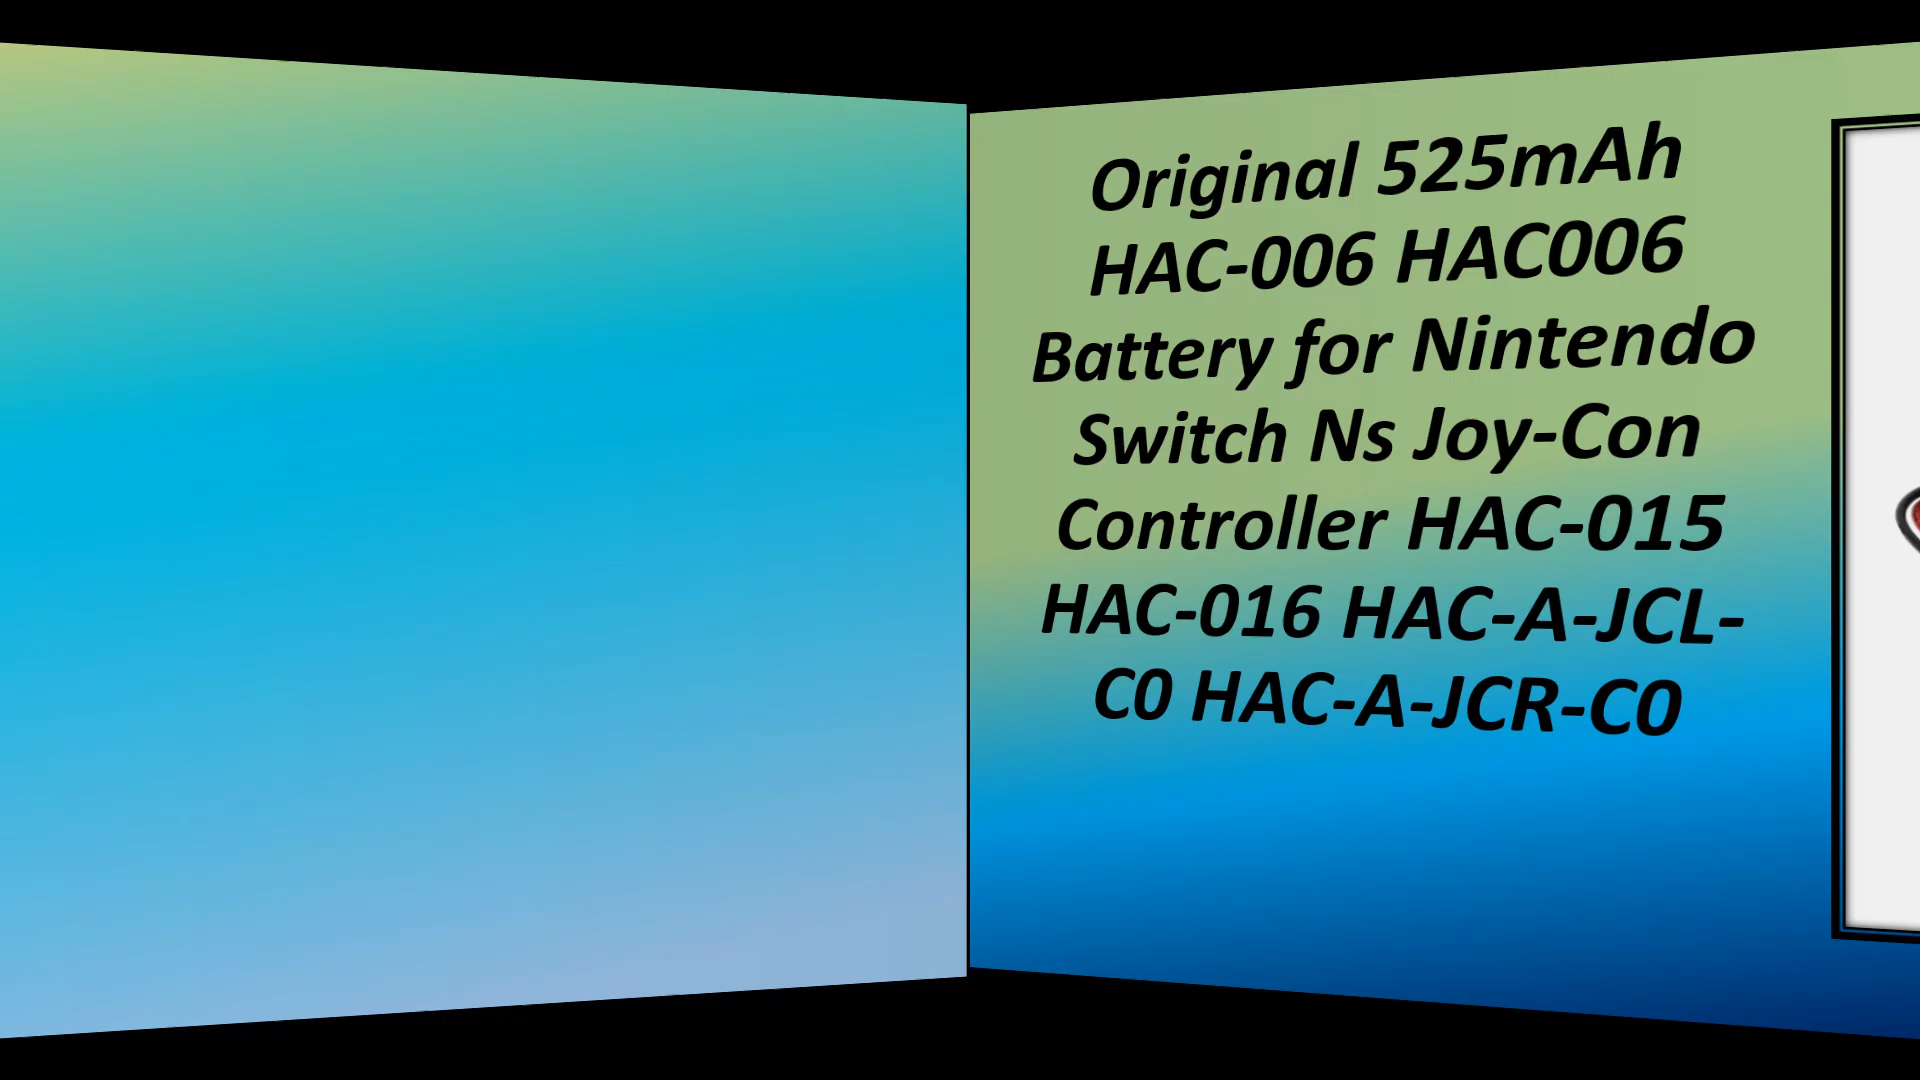 Original 525mAh
HAC-006 HAC006
Battery for Nintendo
Switch Ns Joy-Con
Controller HAC-015
HAC-016 HAC-A-JCL-
C0 HAC-A-JCR-C0